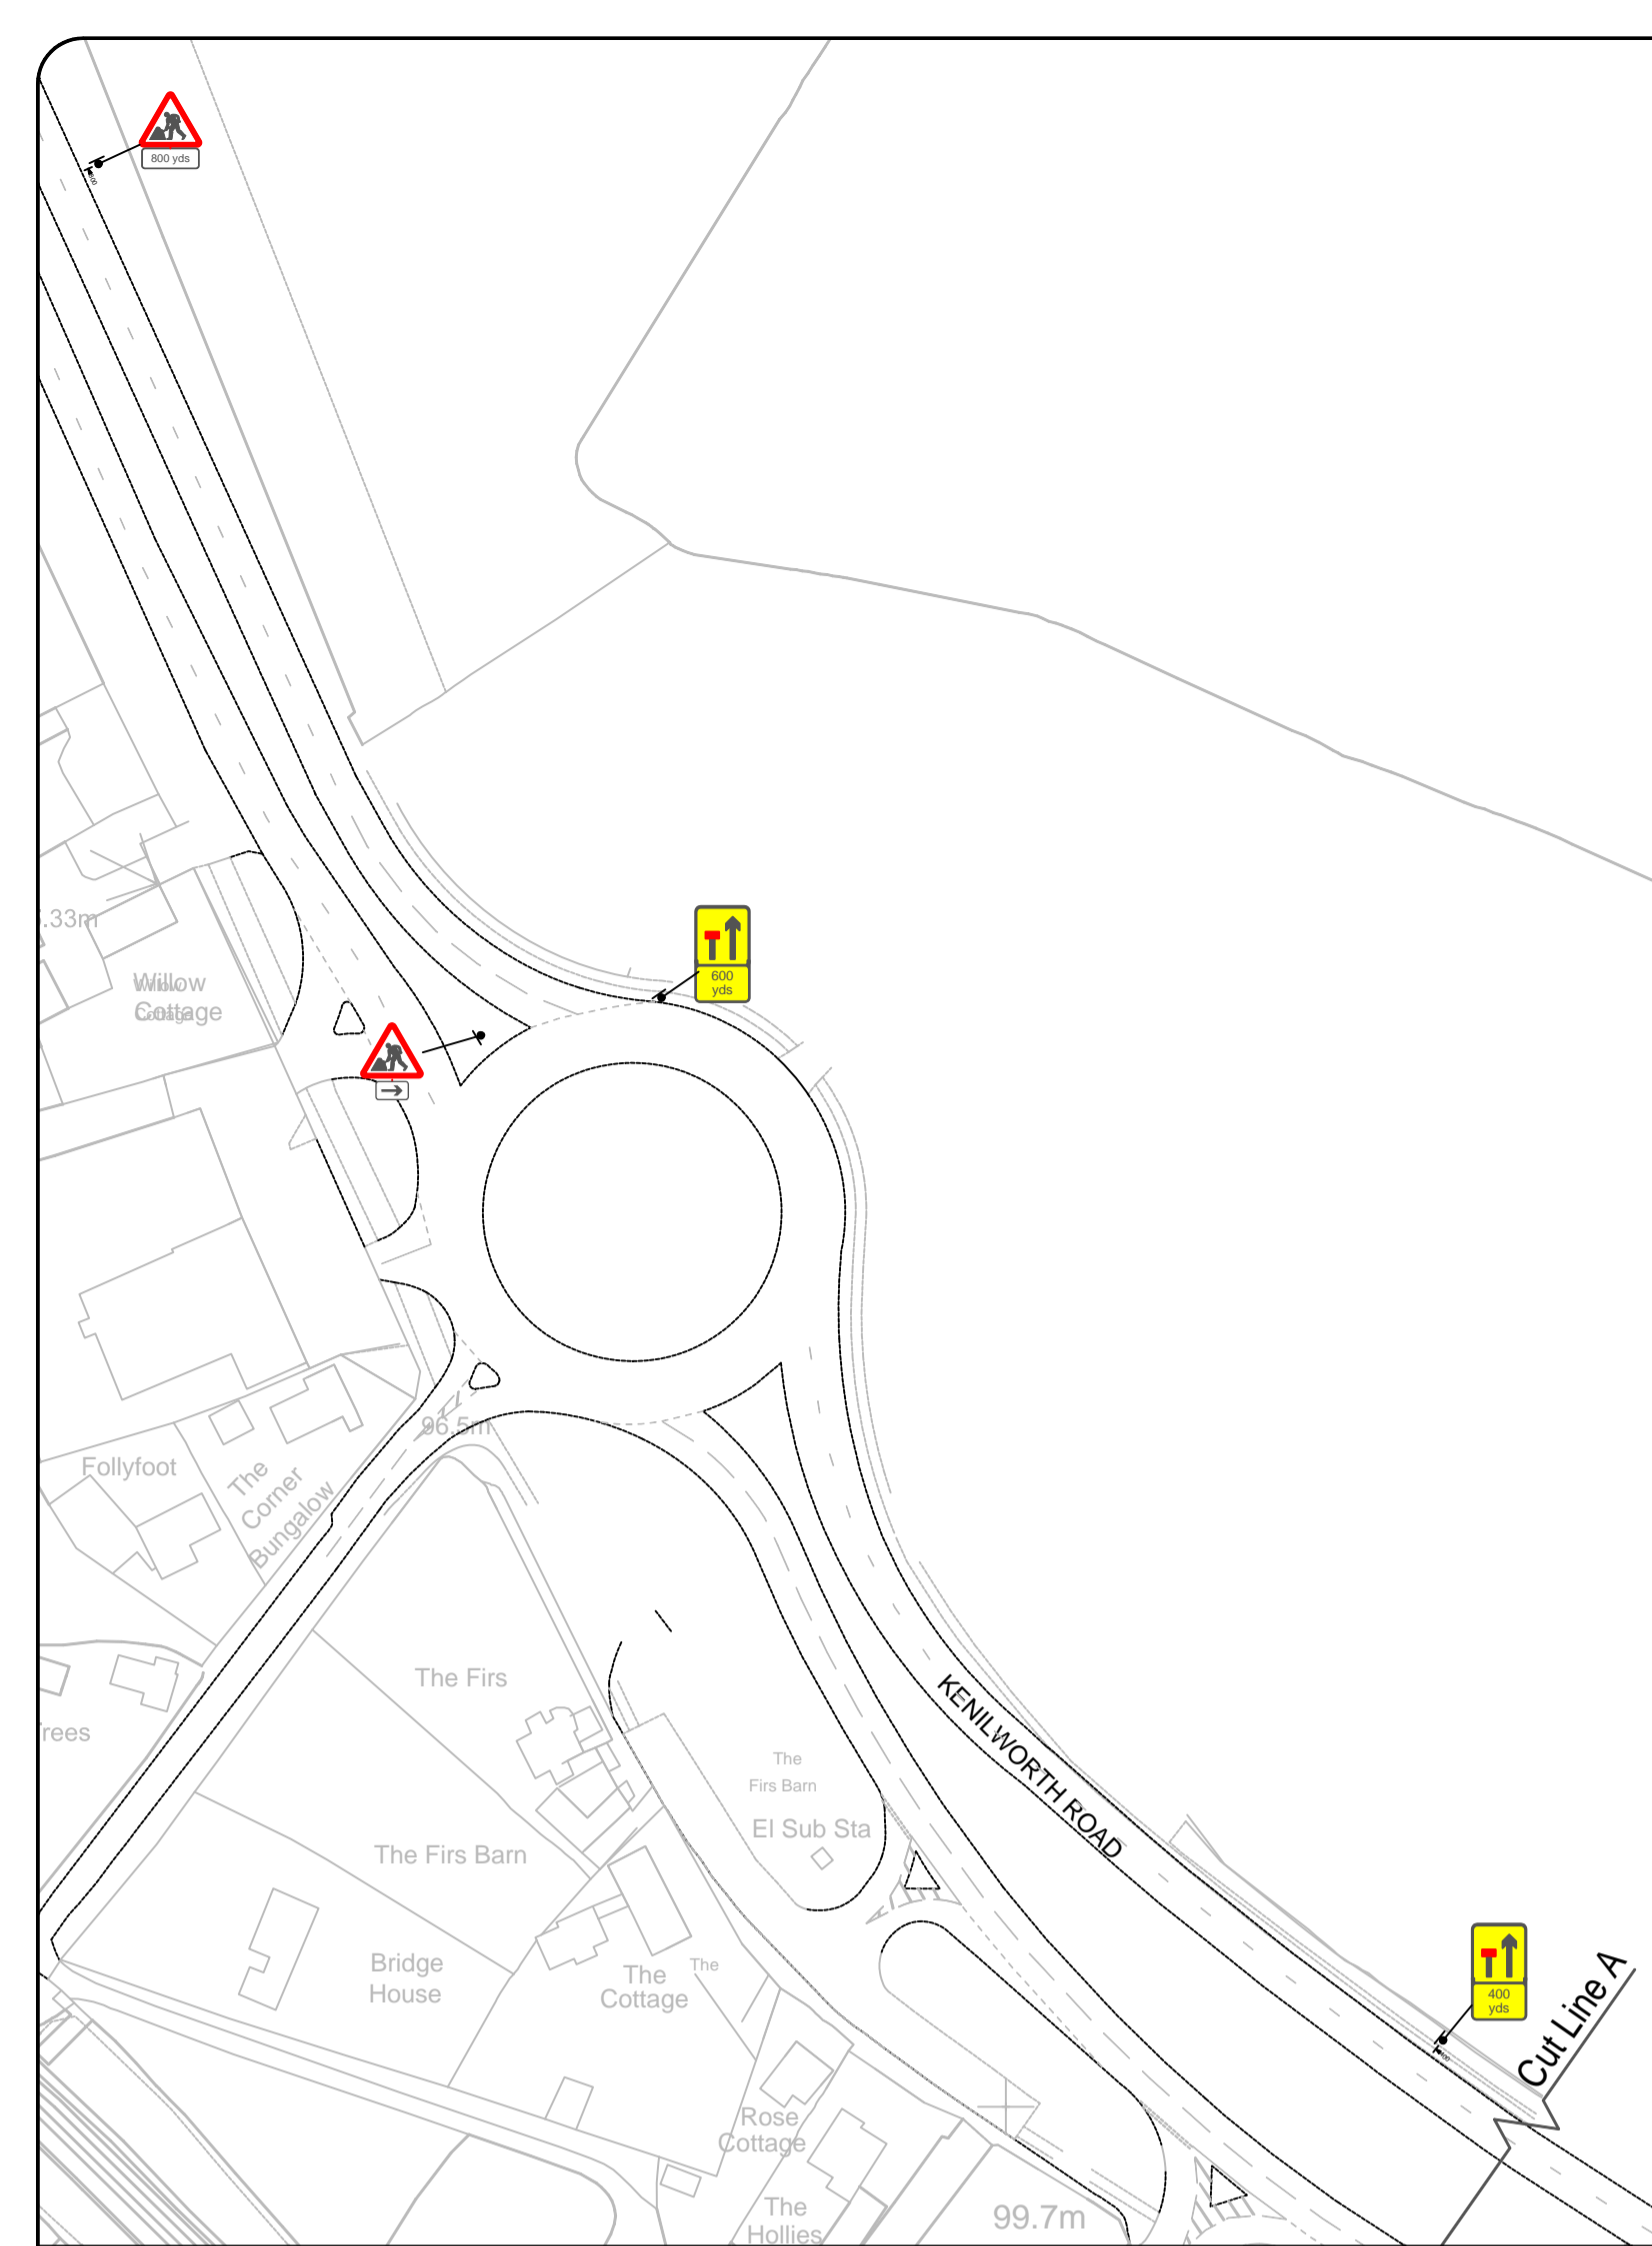 800 yds
800
.33m
Willow
Cottage
600
yds
Follyfoot
The
Corner
Bungalow
96.5m
The Firs
rees
KENILWORTH ROAD
The
Firs Barn
El Sub Sta
The Firs Barn
Bridge
House
The
Cottage
The
400
yds
400
Cut Line A
Rose
Cottage
The
Hollies
99.7m